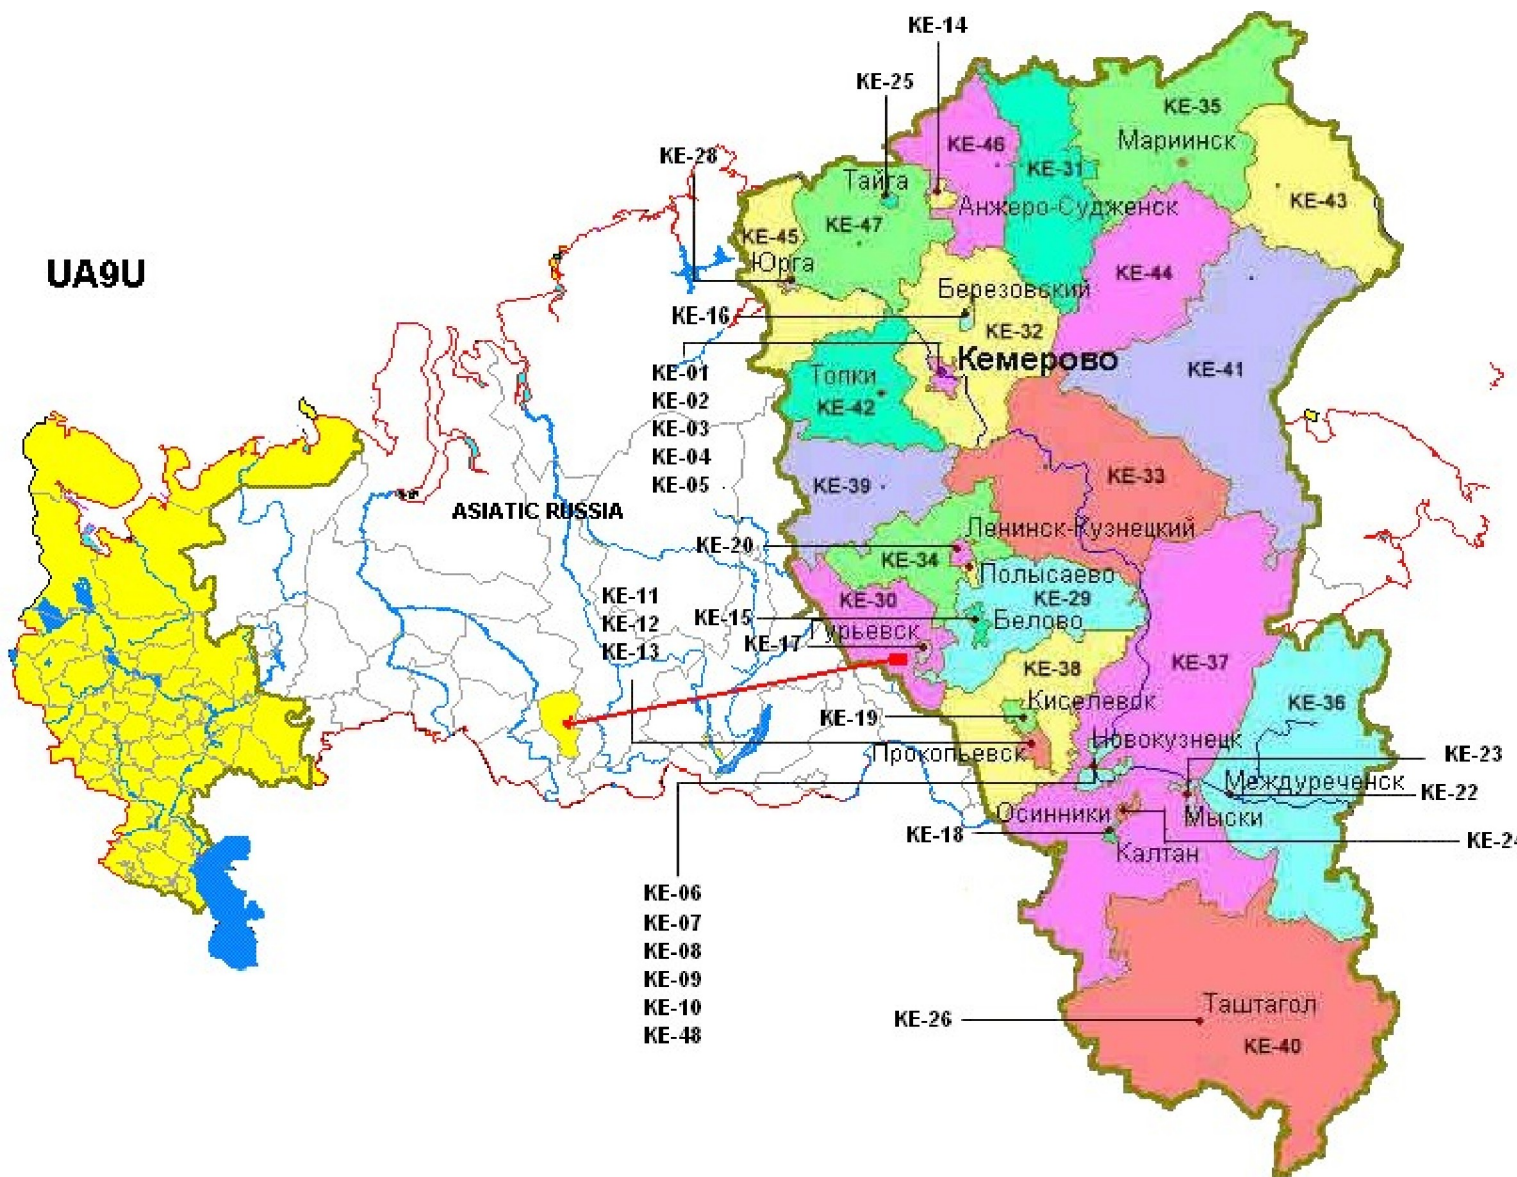 KE-14
KE-25
KE-35
Мариинск
KE-46
KE-28
KE-31
Тайга
KE-43
Анжеро-Судженск
KE-47
KE-45
Юрга
UA9U
KE-44
Березовский
KE-16
KE-32
Кемерово
KE-41
KE-01
Топки
KE-02
KE-42
KE-03
KE-04
KE-05
KE-33
KE-39
ASIATIC RUSSIA
Ленинск-Кузнецкий
KE-20
KE-34
Полысаево
KE-11
KE-30
KE-29
KE-12
KE-15
Белово
Гурьевск
KE-17
KE-13
KE-37
KE-38
Киселевск
KE-36
KE-19
Новокузнецк
Прокопьевск
KE-23
Междуреченск
KE-22
Осинники
Мыски
KE-18
KE-24
Калтан
KE-06
KE-07
KE-08
KE-09
KE-10
KE-48
Таштагол
KE-26
KE-40